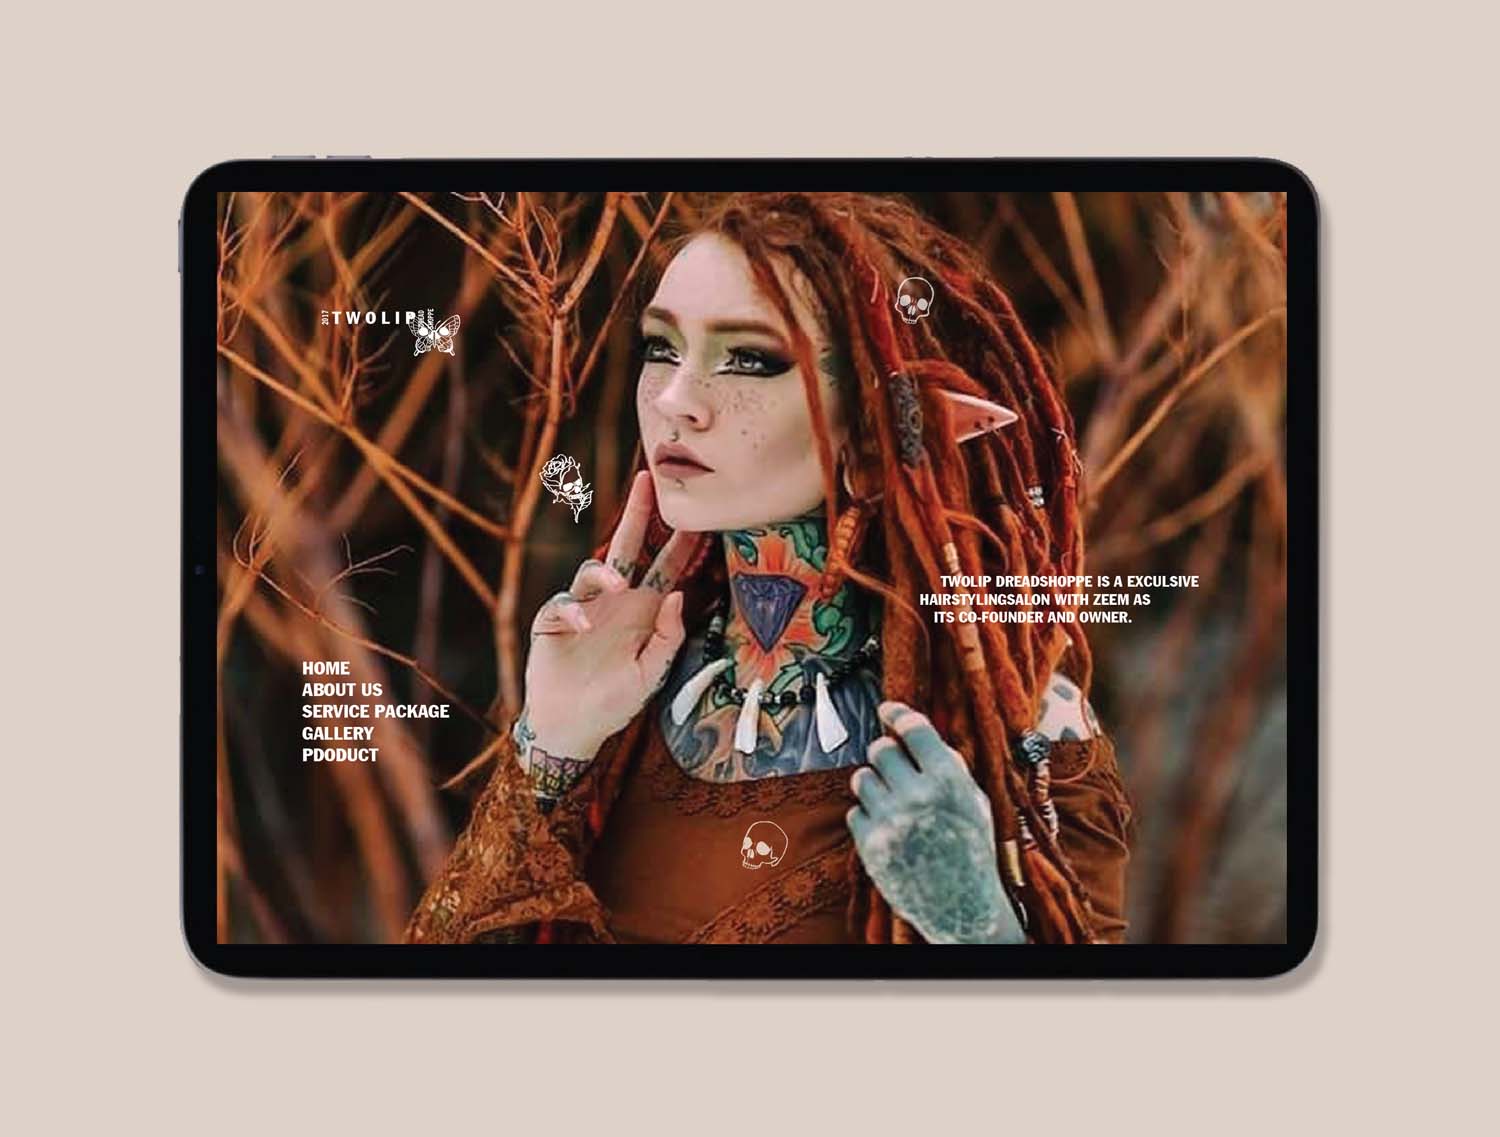 2017 TWOLIP DREAD SHOPPE
TWOLIP DREADSHOPPE IS A EXCULSIVE
HAIRSTYLINGSALON WITH ZEEM AS
ITS CO-FOUNDER AND OWNER.
HOME
ABOUT US
SERVICE PACKAGE
GALLERY
PDODUCT